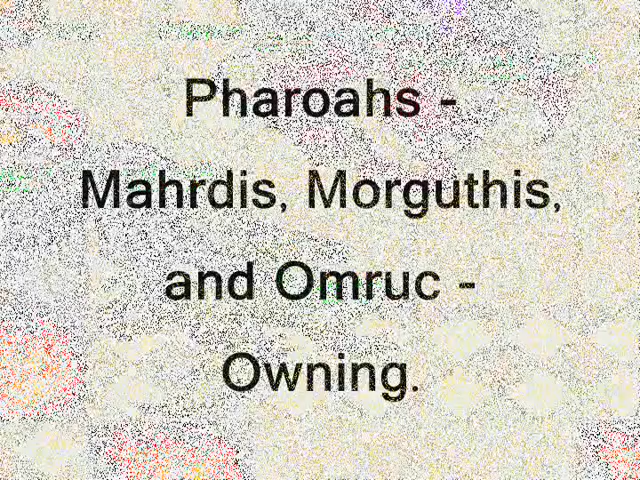 Pharoahs -
Mahrdis, Morguthis,
and Omruc -
Owning.